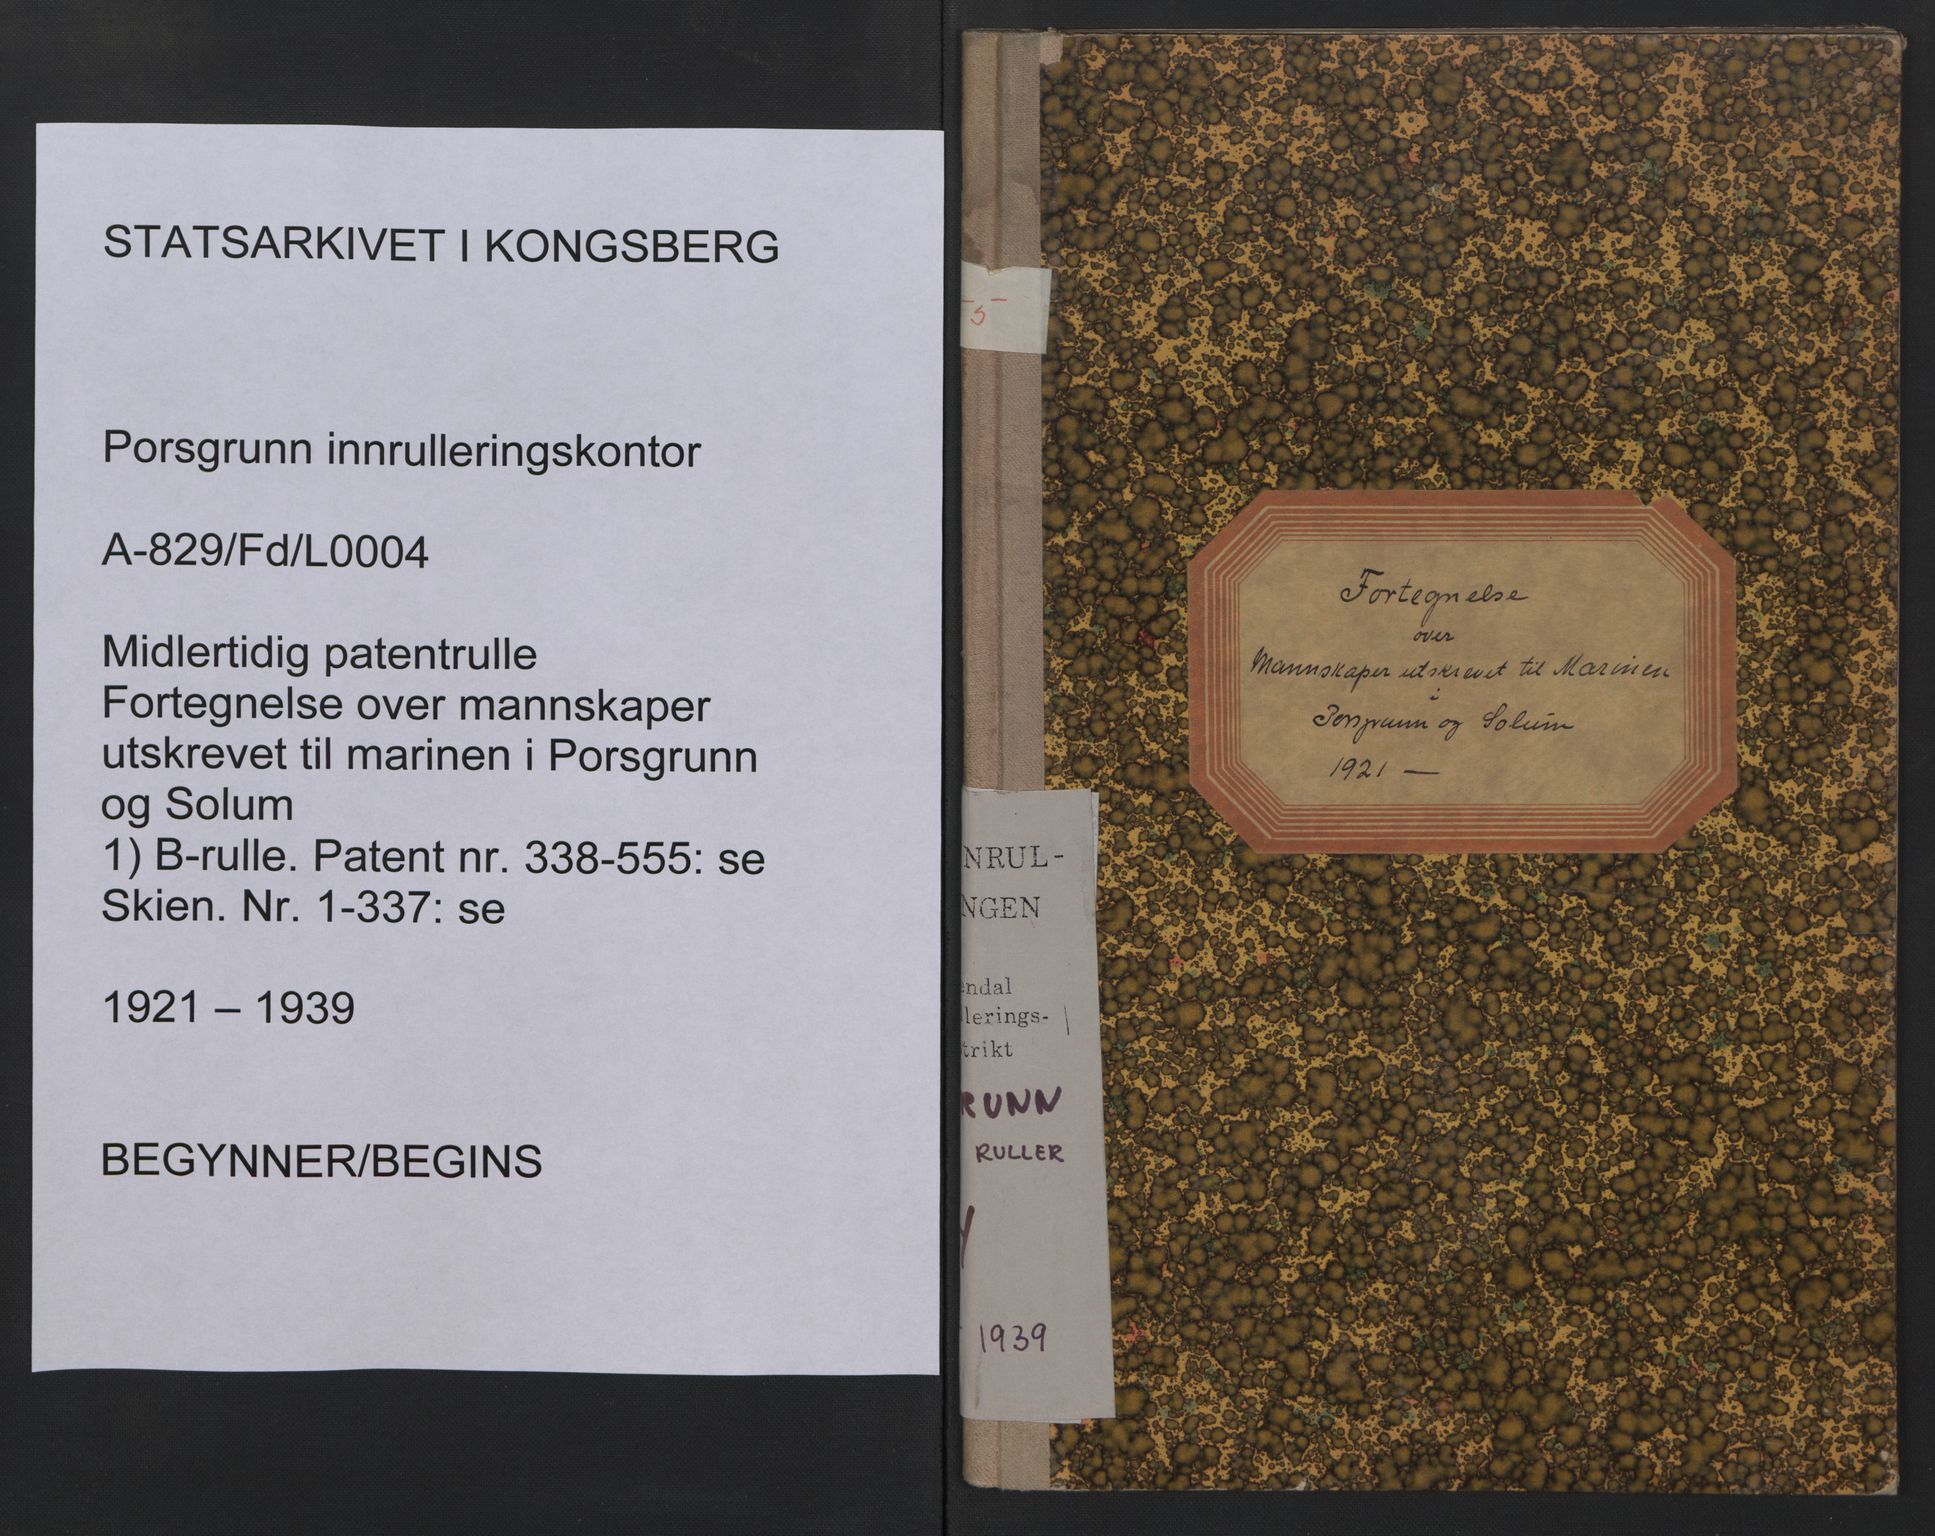 STATSARKIVET I KONGSBERG
Porsgrunn innrulleringskontor
A-829/Fd/L0004
Midlertidig patentrulle
Fortegnelse over mannskaper
utskrevet til marinen i Porsgrunn
og Solum
1) B-rulle. Patent nr. 338-555: se
Skien. Nr. 1-337: se
1921 – 1939
BEGYNNER/BEGINS
Fortegnelse
over
Mannskaper utskrevet til Marinen
i
Porsgrunn og Solum
1921 —
5
NRUL-
NGEN
endal
llerings-
trikt
RUNN
RULLER
1939